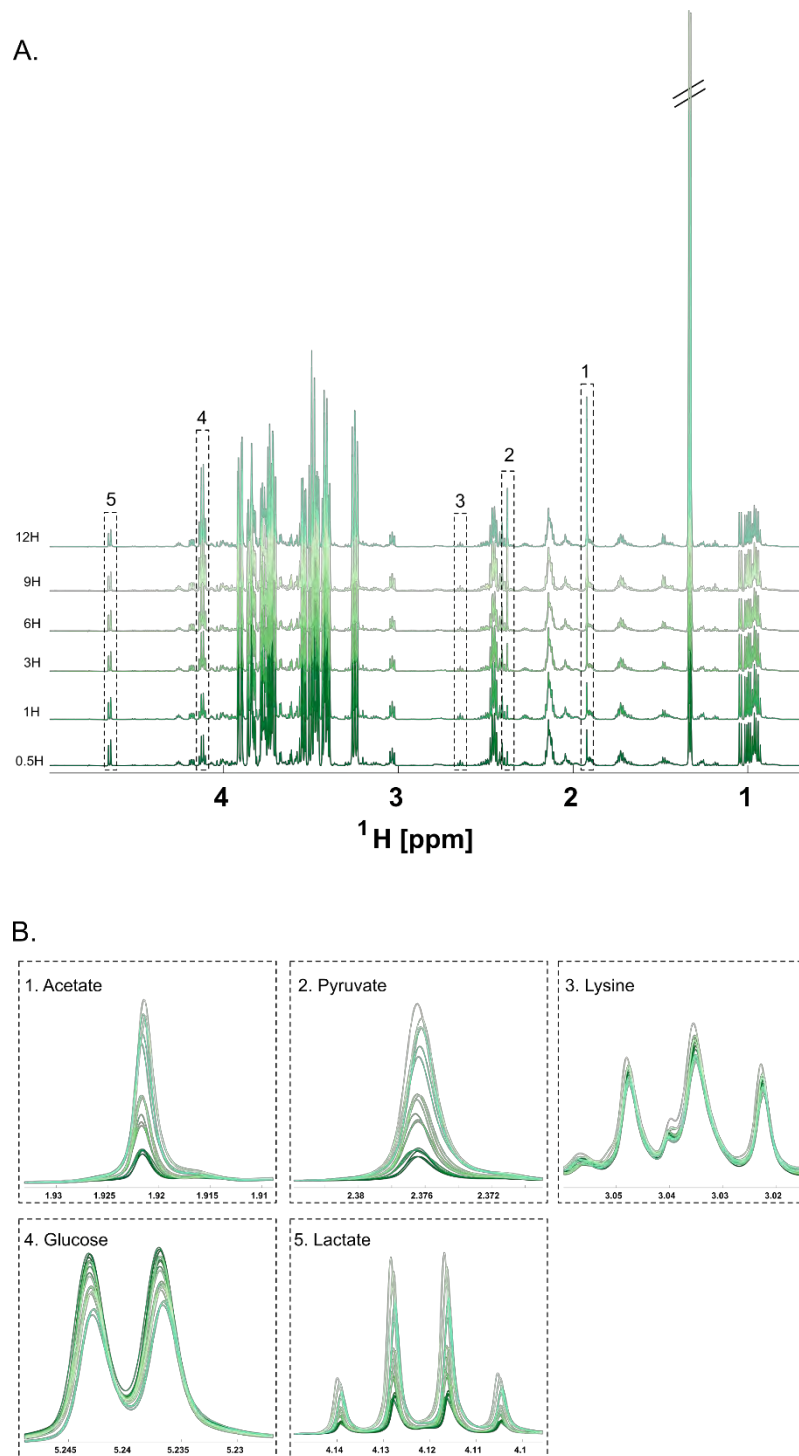 A.
1
4
2
5
3
12H
9H
6H
3H
1H
0.5H
4 3 2 1
1H [ppm]
B.
1. Acetate
2. Pyruvate
3. Lysine
1.93 1.925 1.92 1.915 1.91
2.38 2.376 2.372
3.05 3.04 3.03 3.02
4. Glucose
5. Lactate
5.245 5.24 5.235 5.23
4.14 4.13 4.12 4.11 4.1